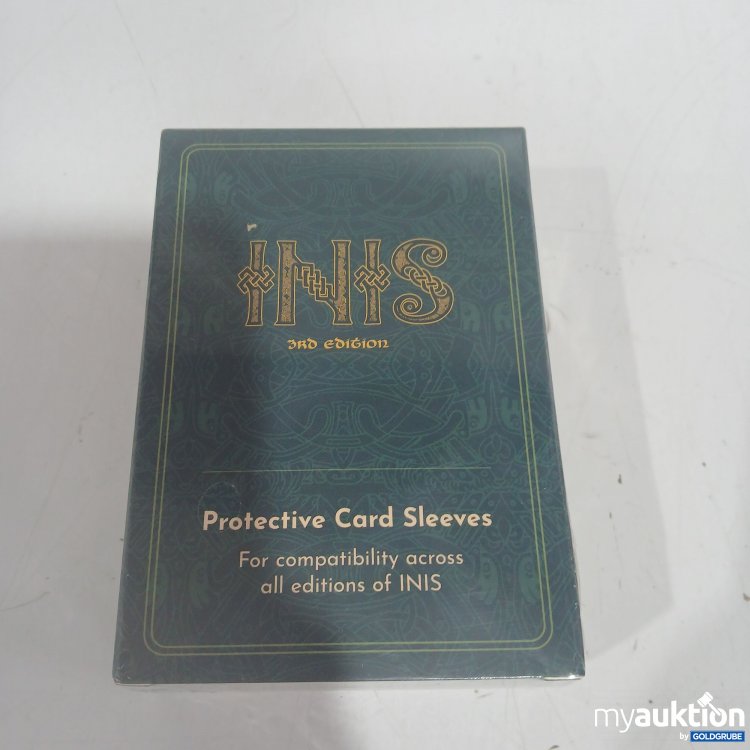 INIS
3RD EDITION
Protective Card Sleeves
For compatibility across
all editions of INIS
myauktion
by GOLDGRUBE